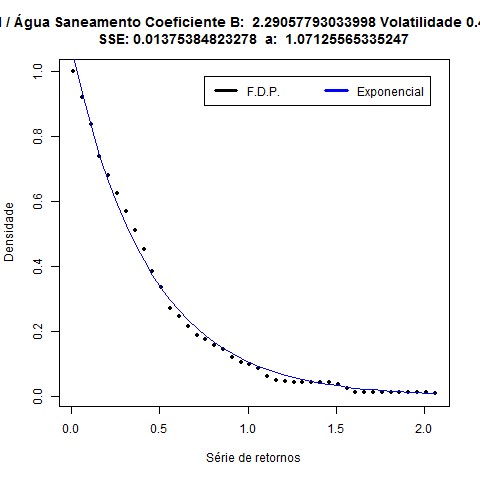 / Água Saneamento Coeficiente B: 2.29057793033998 Volatilidade 0.4
SSE: 0.01375384823278 a: 1.07125565335247
F.D.P. Exponencial
Densidade
1.0
0.8
0.6
0.4
0.2
0.0
0.0 0.5 1.0 1.5 2.0
Série de retornos